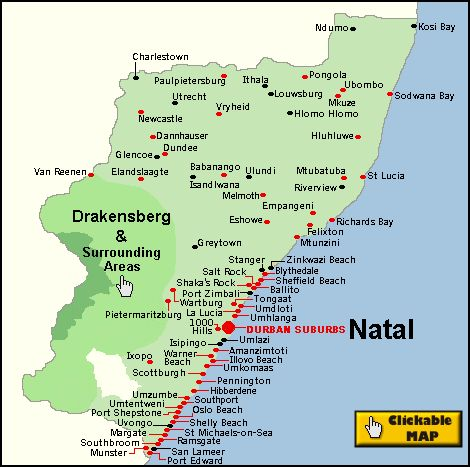 Ndumo
Kosi Bay
Charlestown
Paulpietersburg
Ithala
Pongola
Ubombo
Louwsburg
Mkuze
Sodwana Bay
Utrecht
Vryheid
Hlomo Hlomo
Newcastle
Dannhauser
Hluhluwe
Dundee
Glencoe
Van Reenen
Elandslaagte
Babanango
Ulundi
Mtubatuba
St Lucia
Isandlwana
Riverview
Melmoth
Empangeni
Drakensberg
&
Surrounding
Areas
Eshowe
Richards Bay
Felixton
Mtunzini
Greytown
Stanger
Zinkwazi Beach
Salt Rock
Blythedale
Shaka's Rock
Sheffield Beach
Port Zimbali
Ballito
Wartburg
Tongaat
La Lucia
Umdloti
Pietermaritzburg
Umhlanga
1000
Hills
DURBAN SUBURBS
Natal
Isipingo
Umlazi
Amanzimtoti
Ixopo
Warner
Beach
Illovo Beach
Umkomaas
Scottburgh
Pennington
Hibberdene
Umzumbe
Umtentweni
Southport
Port Shepstone
Oslo Beach
Uvongo
Shelly Beach
Margate
St Michaels-on-Sea
Southbroom
Ramsgate
Munster
San Lameer
Port Edward
Clickable
MAP